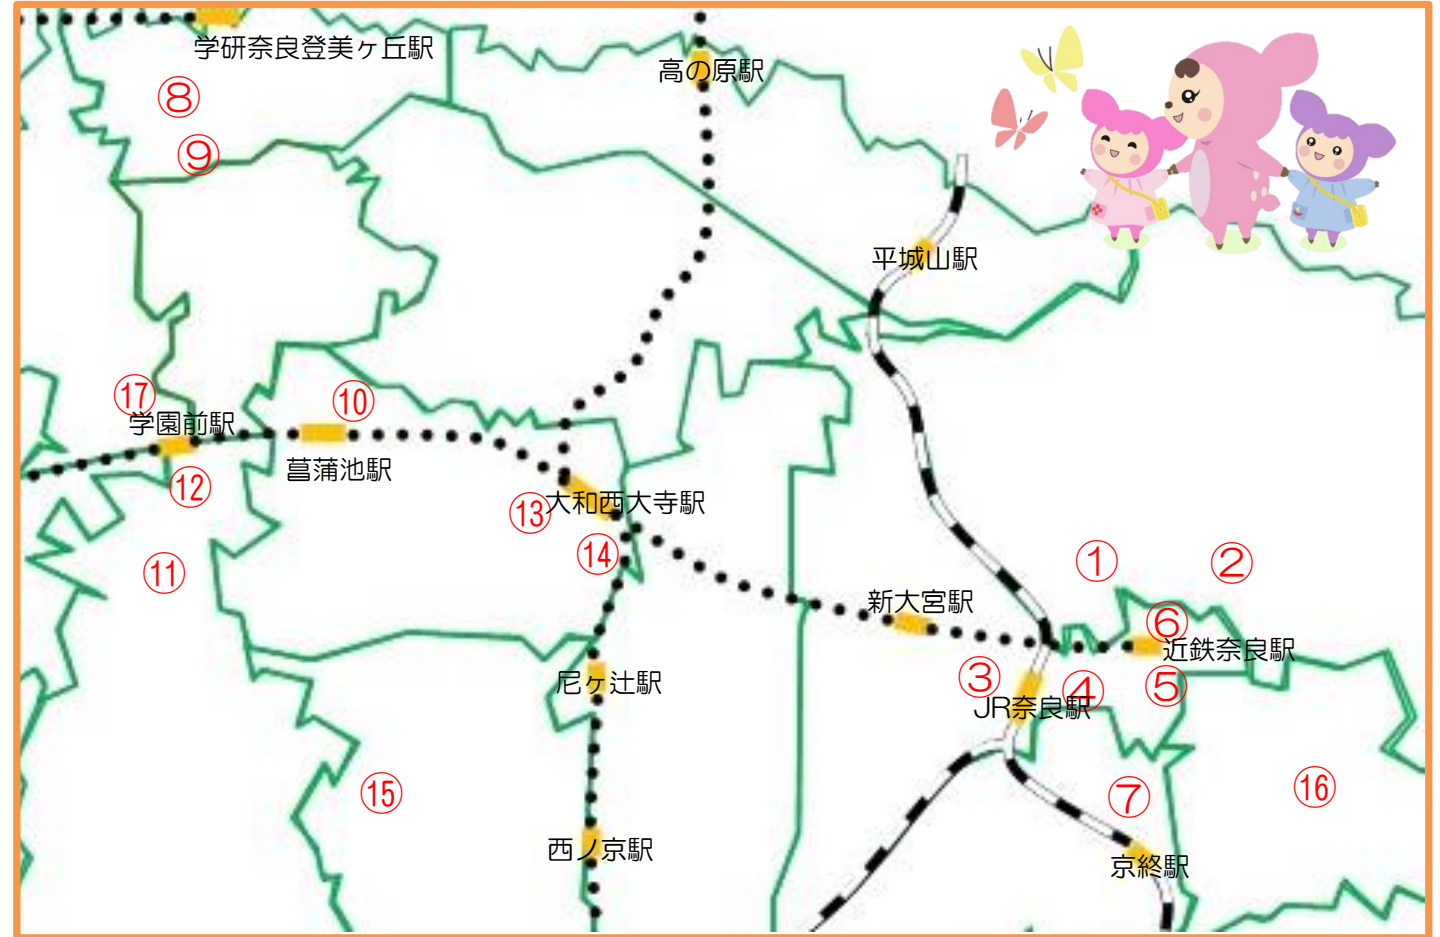 学研奈良登美ヶ丘駅
高の原駅
⑧
⑨
平城山駅
⑰
⑩
学園前駅
菖蒲池駅
⑫
大和西大寺駅
⑬
⑭
①
②
⑪
新大宮駅
⑥
近鉄奈良駅
尼ヶ辻駅
③
④
⑤
JR奈良駅
⑮
⑦
⑯
西ノ京駅
京終駅